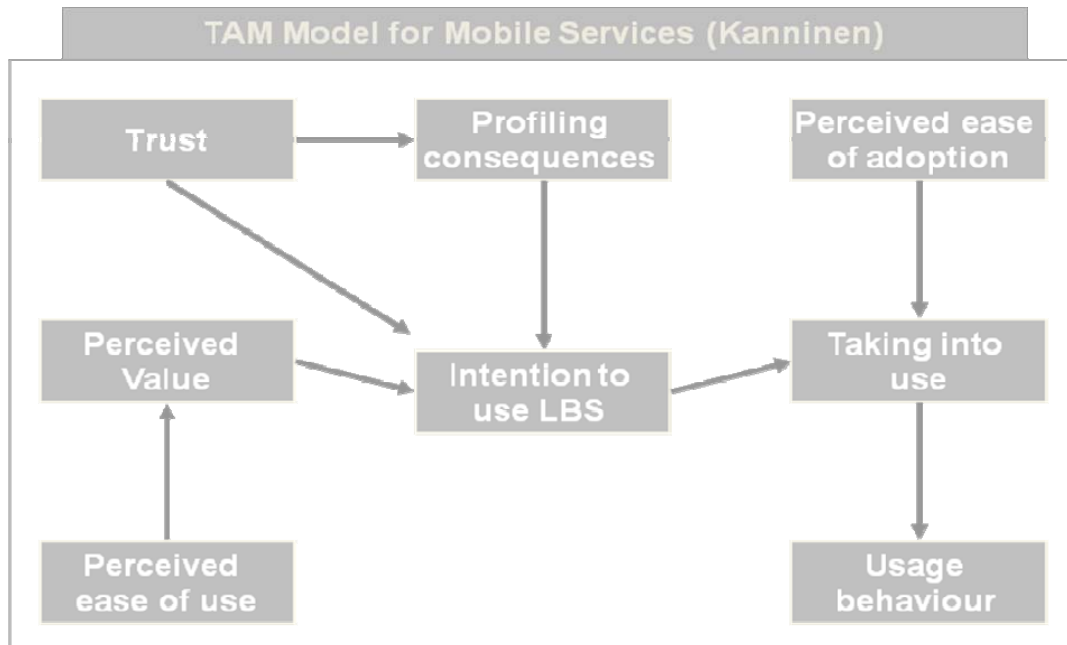 TAM Model for Mobile Services (Kanninen)
Trust
Profiling
consequences
Perceived ease
of adoption
Perceived
Value
Intention to
use LBS
Taking into
use
Perceived
ease of use
Usage
behaviour